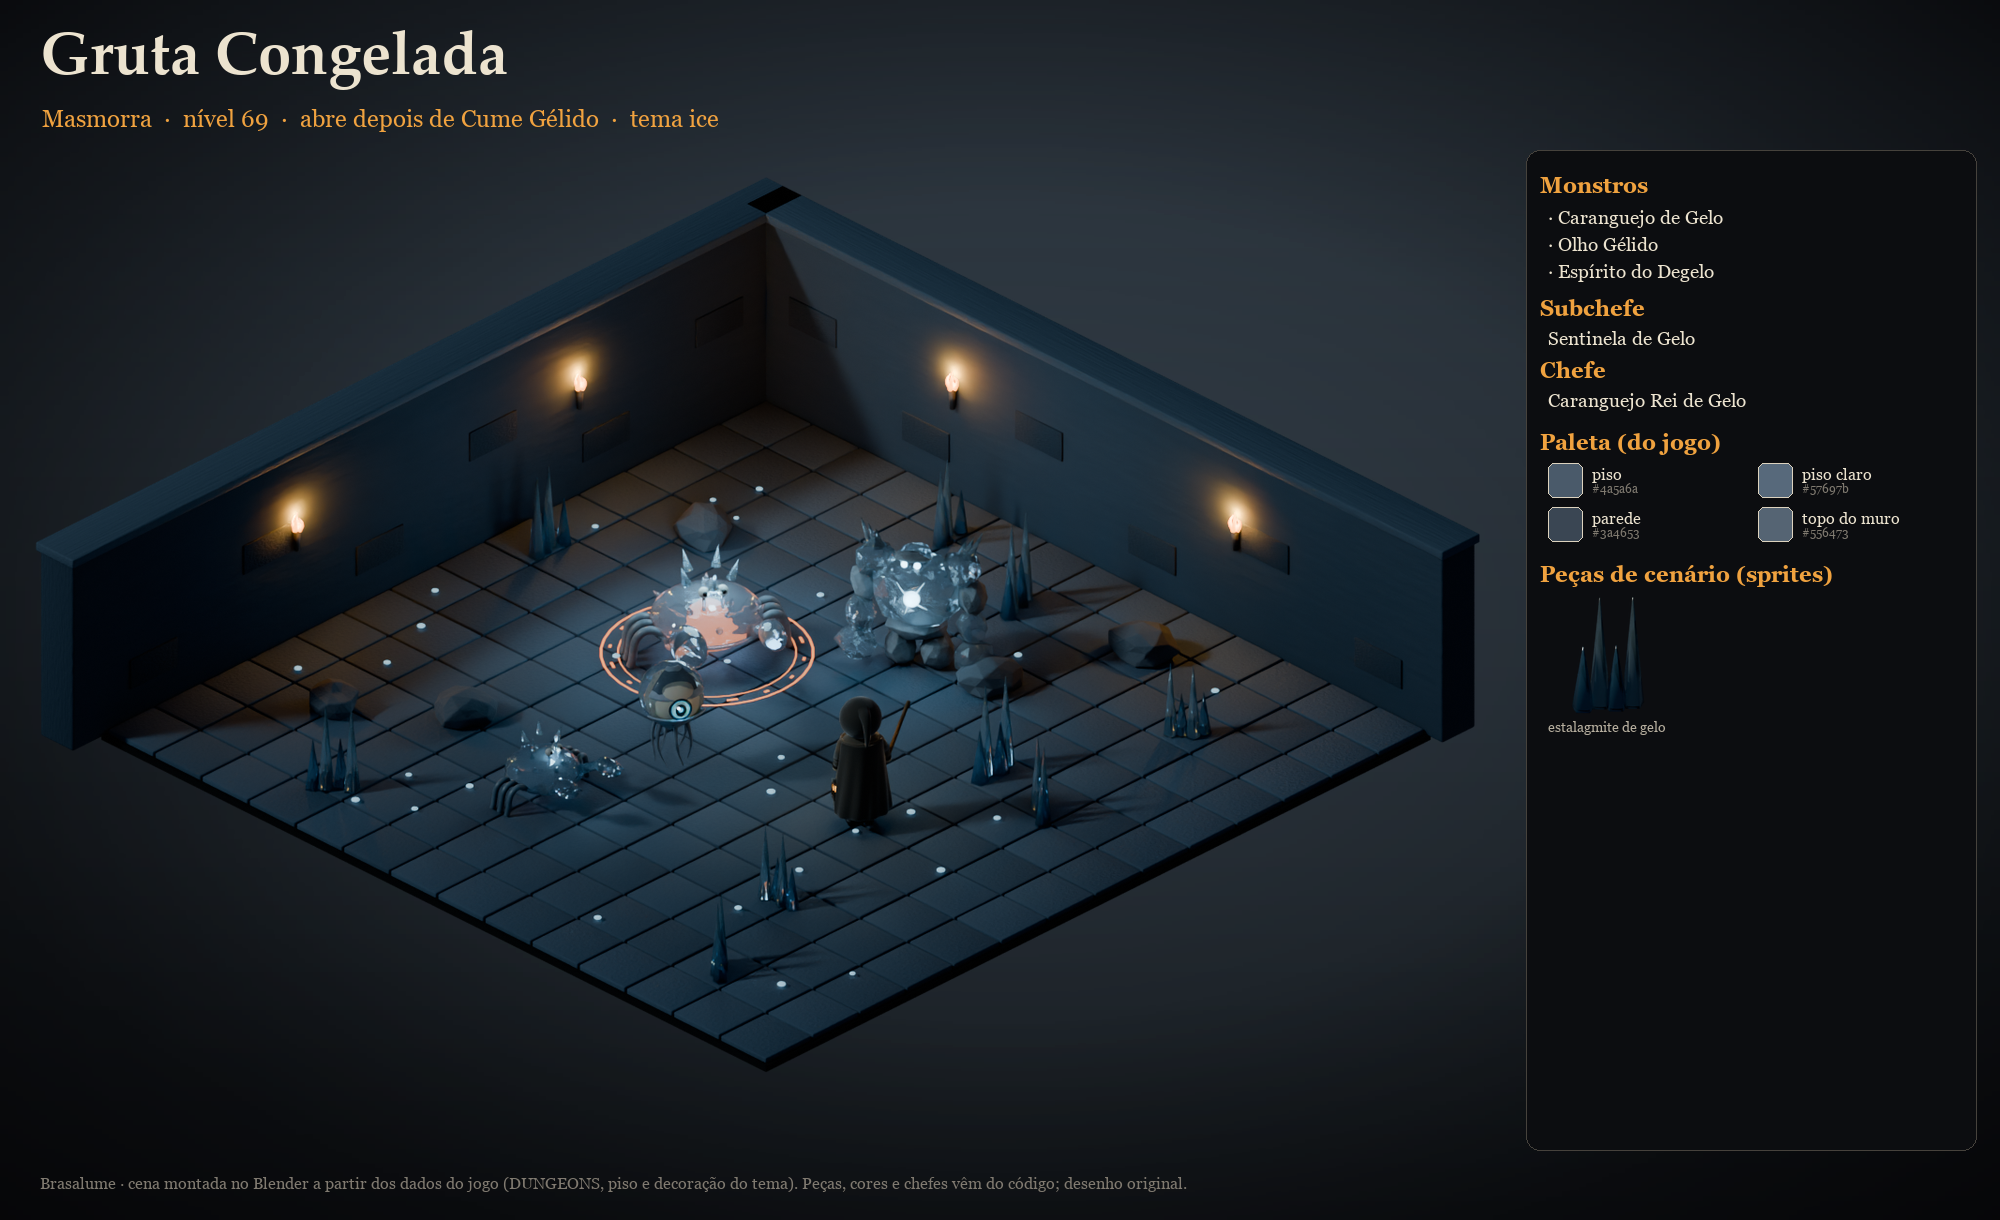 Gruta Congelada
Masmorra · nível 69 · abre depois de Cume Gélido · tema ice
Monstros
· Caranguejo de Gelo
· Olho Gélido
· Espírito do Degelo
Subchefe
Sentinela de Gelo
Chefe
Caranguejo Rei de Gelo
Paleta (do jogo)
piso
#4a5a6a
piso claro
#57697b
parede
#3a4653
topo do muro
#556473
Peças de cenário (sprites)
estalagmite de gelo
Brasalume · cena montada no Blender a partir dos dados do jogo (DUNGEONS, piso e decoração do tema). Peças, cores e chefes vêm do código; desenho original.